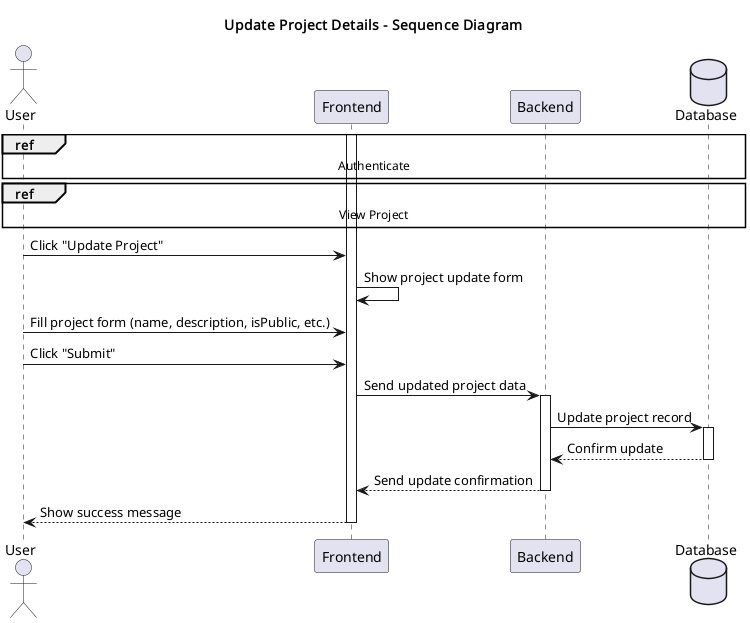 Update Project Details - Sequence Diagram
User
Frontend
Backend
Database
ref
Authenticate
ref
View Project
Click "Update Project"
Show project update form
Fill project form (name, description, isPublic, etc.)
Click "Submit"
Send updated project data
Update project record
Confirm update
Send update confirmation
Show success message
User
Frontend
Backend
Database